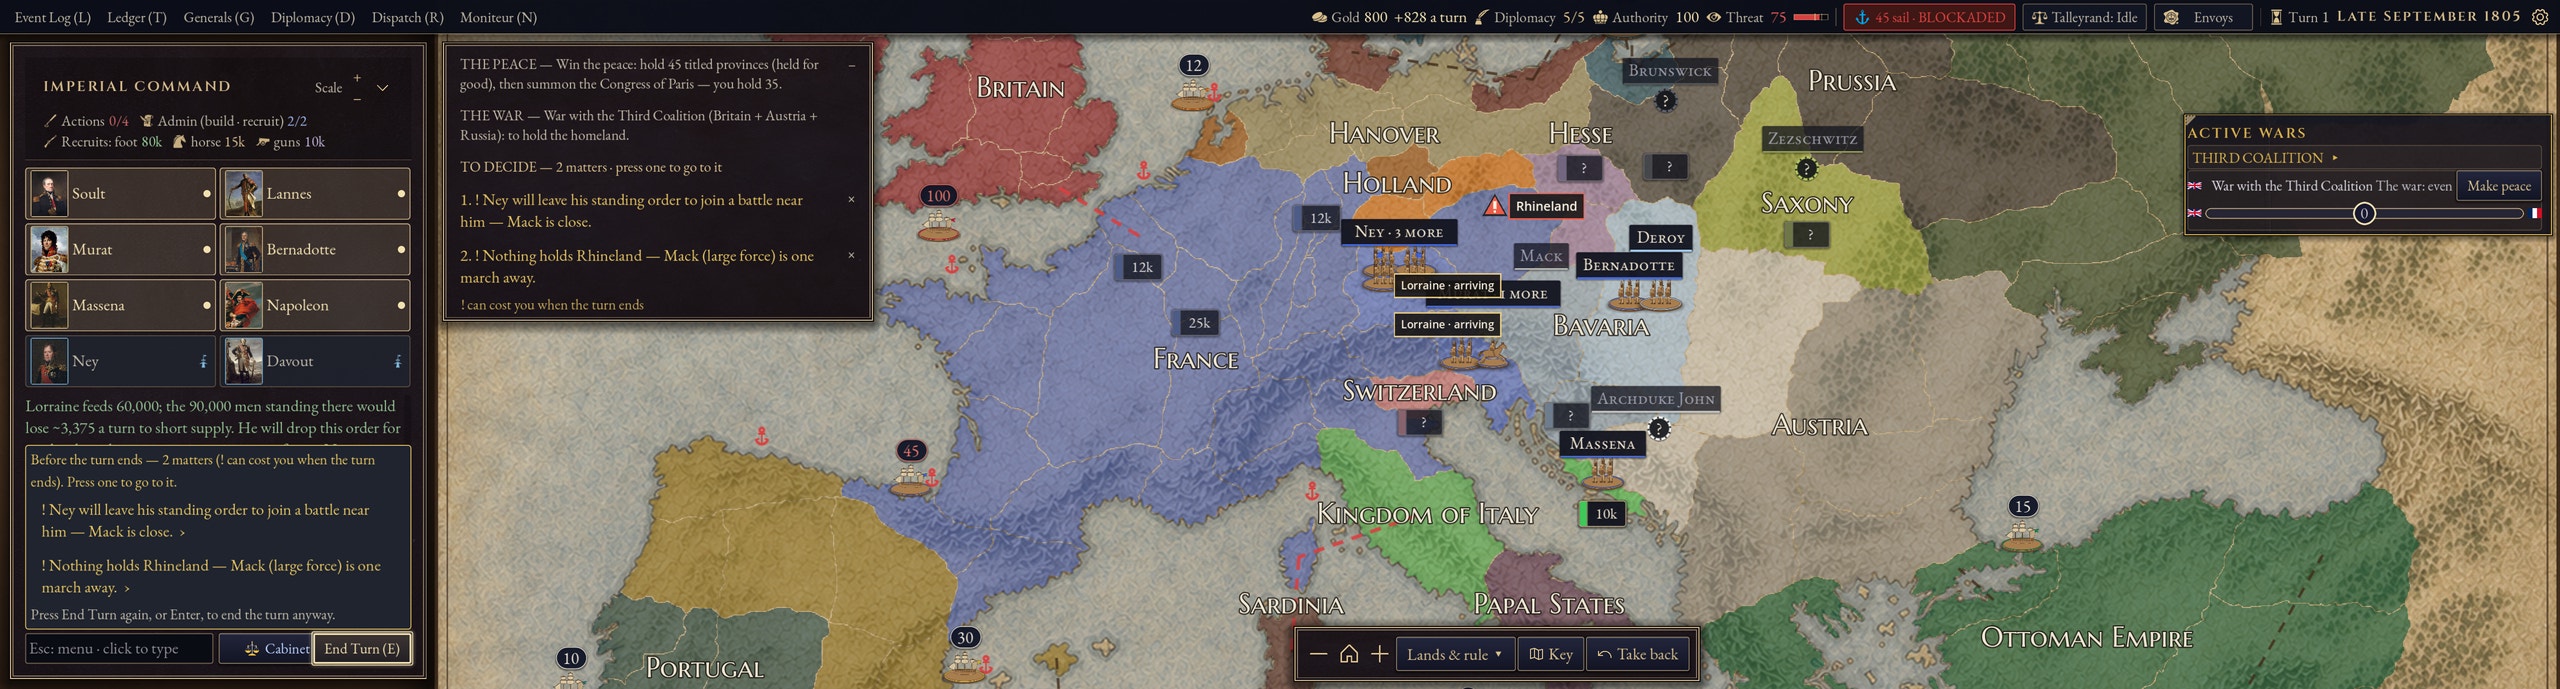 Event Log (L) Ledger (T) Generals (G) Diplomacy (D) Dispatch (R) Moniteur (N)
Gold 800 +828 a turn Diplomacy 5/5 Authority 100 Threat 75
45 sail · BLOCKADED
Talleyrand: Idle
Envoys
Turn 1 LATE SEPTEMBER 1805
IMPERIAL COMMAND
Scale + −
Actions 0/4 Admin (build · recruit) 2/2
Recruits: foot 80k horse 15k guns 10k
Soult
Lannes
Murat
Bernadotte
Massena
Napoleon
Ney
Davout
Lorraine feeds 60,000; the 90,000 men standing there would
lose ~3,375 a turn to short supply. He will drop this order for
Before the turn ends — 2 matters (! can cost you when the turn
ends). Press one to go to it.
! Ney will leave his standing order to join a battle near
him — Mack is close. ›
! Nothing holds Rhineland — Mack (large force) is one
march away. ›
Press End Turn again, or Enter, to end the turn anyway.
Esc: menu · click to type
Cabinet
End Turn (E)
THE PEACE — Win the peace: hold 45 titled provinces (held for
good), then summon the Congress of Paris — you hold 35.
THE WAR — War with the Third Coalition (Britain + Austria +
Russia): to hold the homeland.
TO DECIDE — 2 matters · press one to go to it
1. ! Ney will leave his standing order to join a battle near
him — Mack is close.
2. ! Nothing holds Rhineland — Mack (large force) is one
march away.
! can cost you when the turn ends
BRITAIN
12
BRUNSWICK
?
PRUSSIA
HANOVER
HESSE
ZEZSCHWITZ
?
?
?
HOLLAND
100
SAXONY
12k
Rhineland
NEY · 3 MORE
?
DEROY
MACK
BERNADOTTE
12k
Lorraine · arriving
1 MORE
25k
Lorraine · arriving
BAVARIA
FRANCE
SWITZERLAND
?
ARCHDUKE JOHN
?
?
AUSTRIA
MASSENA
45
KINGDOM OF ITALY
10k
15
SARDINIA
PAPAL STATES
30
10
PORTUGAL
OTTOMAN EMPIRE
Lands & rule ▾
Key
Take back
ACTIVE WARS
THIRD COALITION ▸
War with the Third Coalition The war: even
Make peace
0